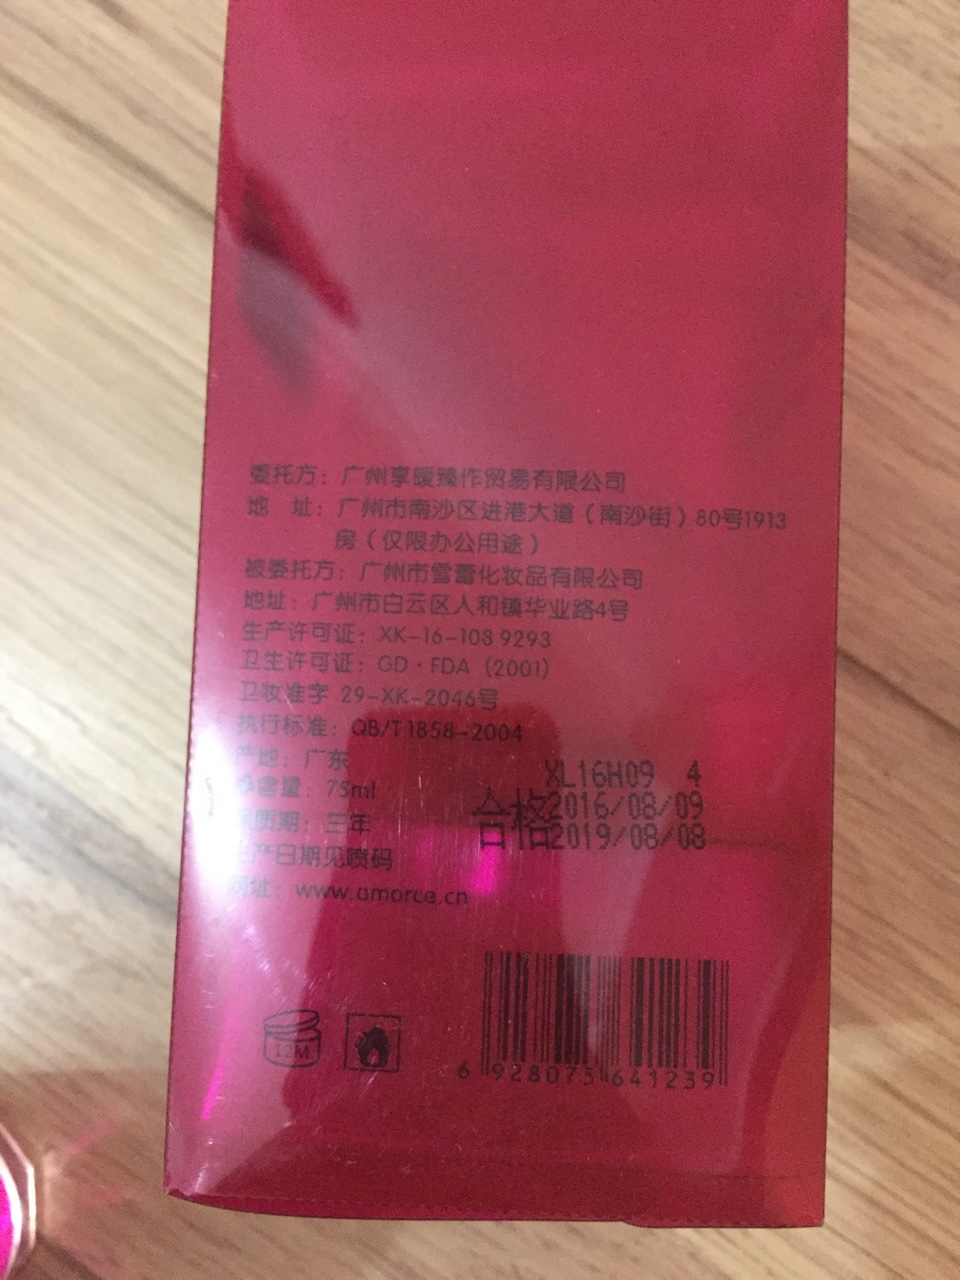 委托方：广州享暧臻作贸易有限公司
地 址：广州市南沙区进港大道（南沙街）80号1913
房（仅限办公用途）
被委托方：广州市雪蕾化妆品有限公司
地址：广州市白云区人和镇华业路4号
生产许可证：XK-16-108 9293
卫生许可证：GD·FDA (2001)
卫妆准字 29-XK-2046号
执行标准：QB/T 1858-2004
产地：广东
净含量：75ml
保质期：三年
生产日期见喷码
网址：www.amorce.cn
XL16H09 4
合格2016/08/09
2019/08/08
12M
6 928075 641239